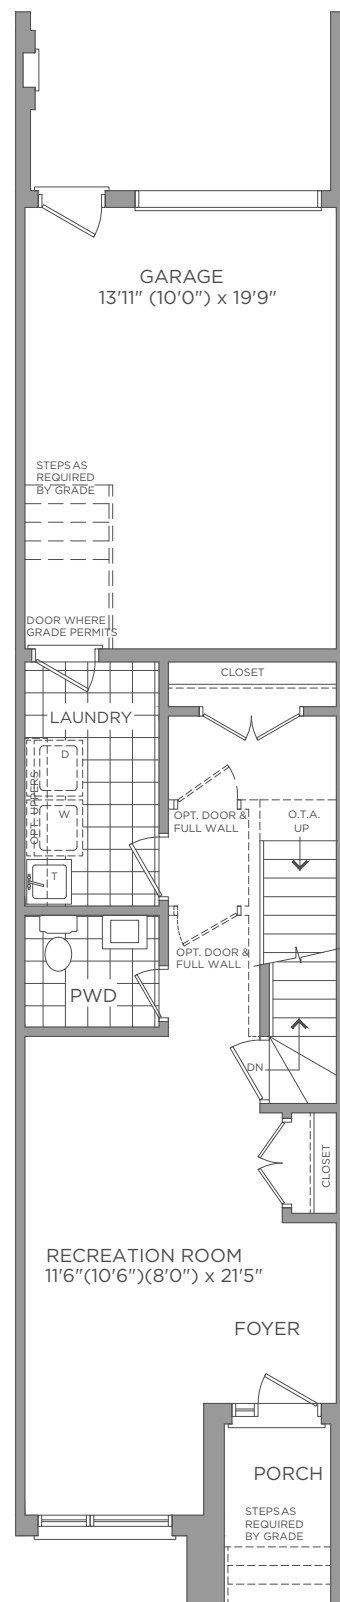 GARAGE
13'11" (10'0") x 19'9"
STEPS AS
REQUIRED
BY GRADE
DOOR WHERE
GRADE PERMITS
CLOSET
LAUNDRY
D
OPT. UPPERS
W
T
OPT. DOOR &
FULL WALL
O.T.A.
UP
OPT. DOOR &
FULL WALL
PWD
DN
CLOSET
RECREATION ROOM
11'6"(10'6")(8'0") x 21'5"
FOYER
PORCH
STEPS AS
REQUIRED
BY GRADE